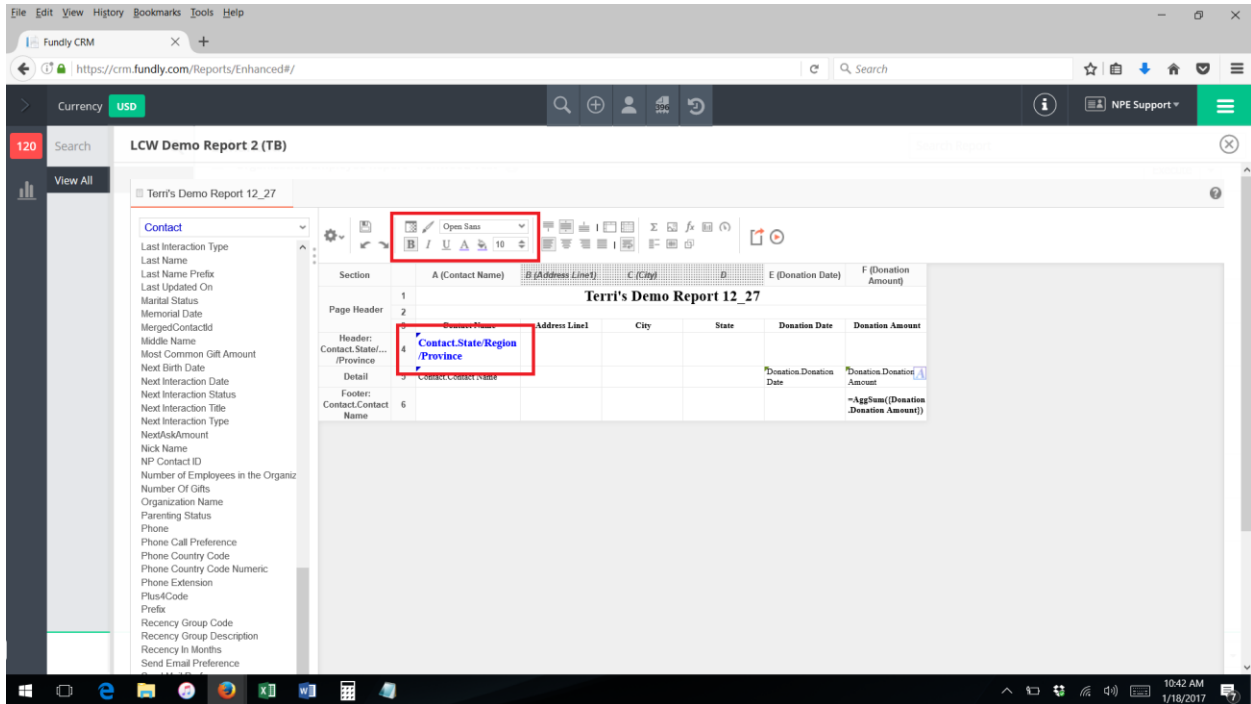 File Edit View History Bookmarks Tools Help
Fundly CRM
https://crm.fundly.com/Reports/Enhanced#/
Search
Currency USD
396
NPE Support
120
Search
LCW Demo Report 2 (TB)
View All
Terri's Demo Report 12_27
Contact
Open Sans
B I U A 10
Last Interaction Type
Last Name
Last Name Prefix
Last Updated On
Marital Status
Memorial Date
MergedContactId
Middle Name
Most Common Gift Amount
Next Birth Date
Next Interaction Date
Next Interaction Status
Next Interaction Title
Next Interaction Type
NextAskAmount
Nick Name
NP Contact ID
Number of Employees in the Organiz
Number Of Gifts
Organization Name
Parenting Status
Phone
Phone Call Preference
Phone Country Code
Phone Country Code Numeric
Phone Extension
Plus4Code
Prefix
Recency Group Code
Recency Group Description
Recency In Months
Send Email Preference
Section A (Contact Name) B (Address Line1) C (City) D E (Donation Date) F (Donation
Amount)
Page Header
1 Terri's Demo Report 12_27
2
3 Contact Name Address Line1 City State Donation Date Donation Amount
Header:
Contact.State/...
/Province
4 Contact.State/Region
/Province
Detail 5 Contact.Contact Name
Donation.Donation
Date
Donation.Donation
Amount
Footer:
Contact.Contact
Name
6
=AggSum({Donation
.Donation Amount})
10:42 AM
1/18/2017